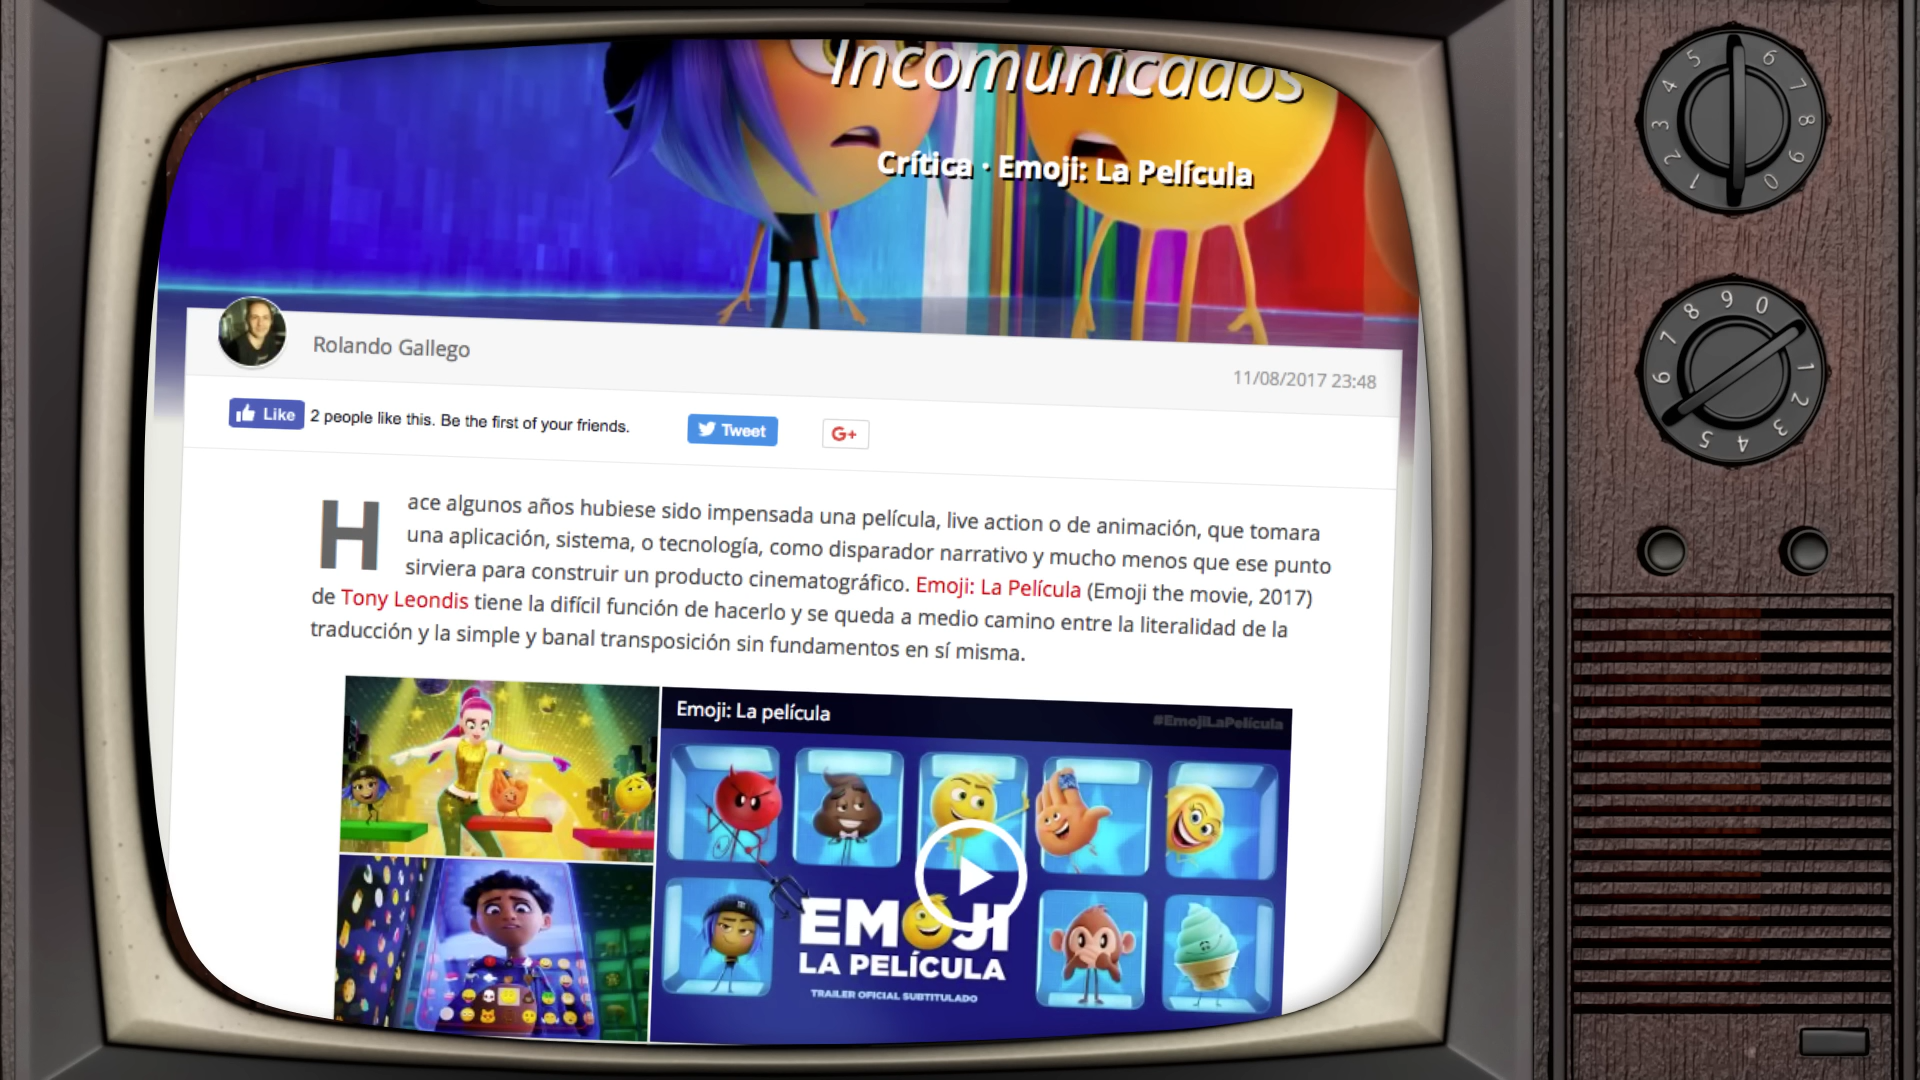 Incomunicados
Crítica · Emoji: La Película
Rolando Gallego
11/08/2017 23:48
Like 2 people like this. Be the first of your friends.
Tweet
G+
Hace algunos años hubiese sido impensada una película, live action o de animación, que tomara
una aplicación, sistema, o tecnología, como disparador narrativo y mucho menos que ese punto
sirviera para construir un producto cinematográfico. Emoji: La Película (Emoji the movie, 2017)
de Tony Leondis tiene la difícil función de hacerlo y se queda a medio camino entre la literalidad de la
traducción y la simple y banal transposición sin fundamentos en sí misma.
Emoji: La película
#EmojiLaPelícula
EMOJI
LA PELÍCULA
TRAILER OFICIAL SUBTITULADO
5 6 7 8 9 0 1 2 3 4
9 0 1 2 3 4 5 6 7 8